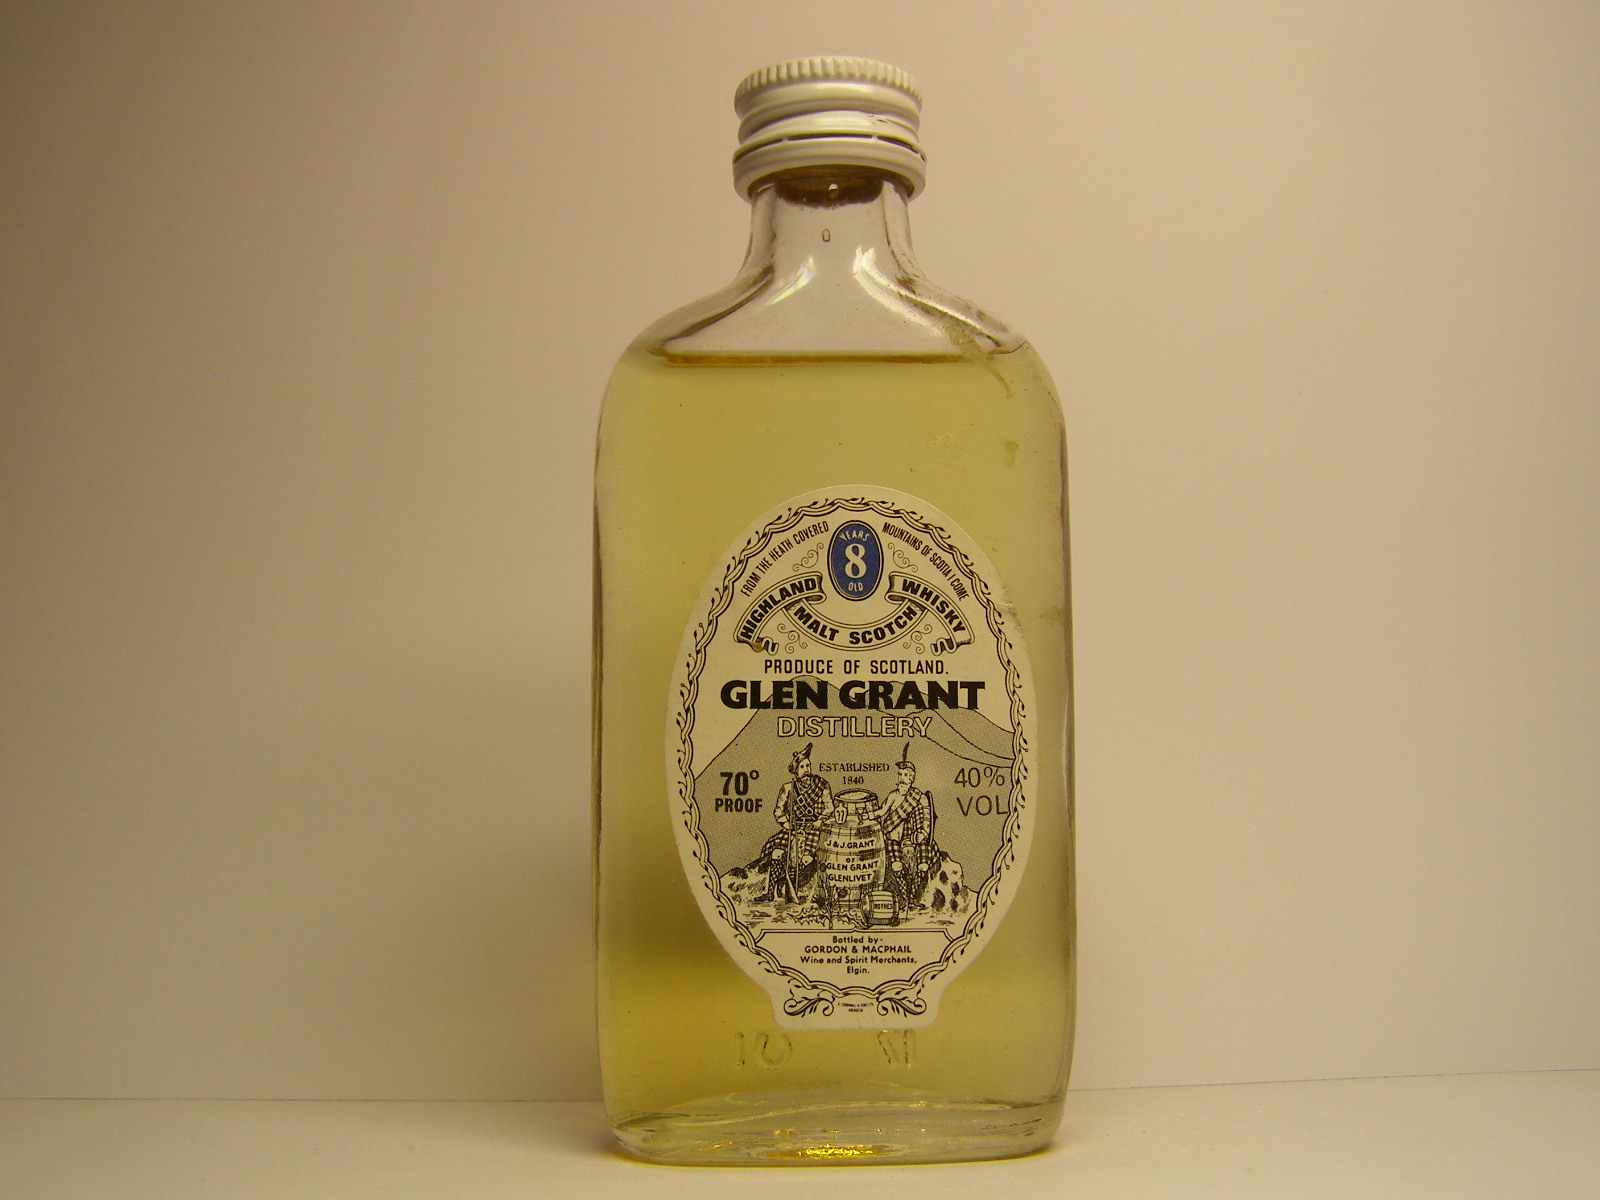 FROM THE HEATH COVERED MOUNTAINS OF SCOTIA I COME
YEARS
8
OLD
HIGHLAND
MALT SCOTCH
WHISKY
PRODUCE OF SCOTLAND.
GLEN GRANT
DISTILLERY
ESTABLISHED
1840
70° PROOF
40% VOL
J & J. GRANT
OF
GLEN GRANT
GLENLIVET
ROTHES
Bottled by-
GORDON & MACPHAIL
Wine and Spirit Merchants,
Elgin.